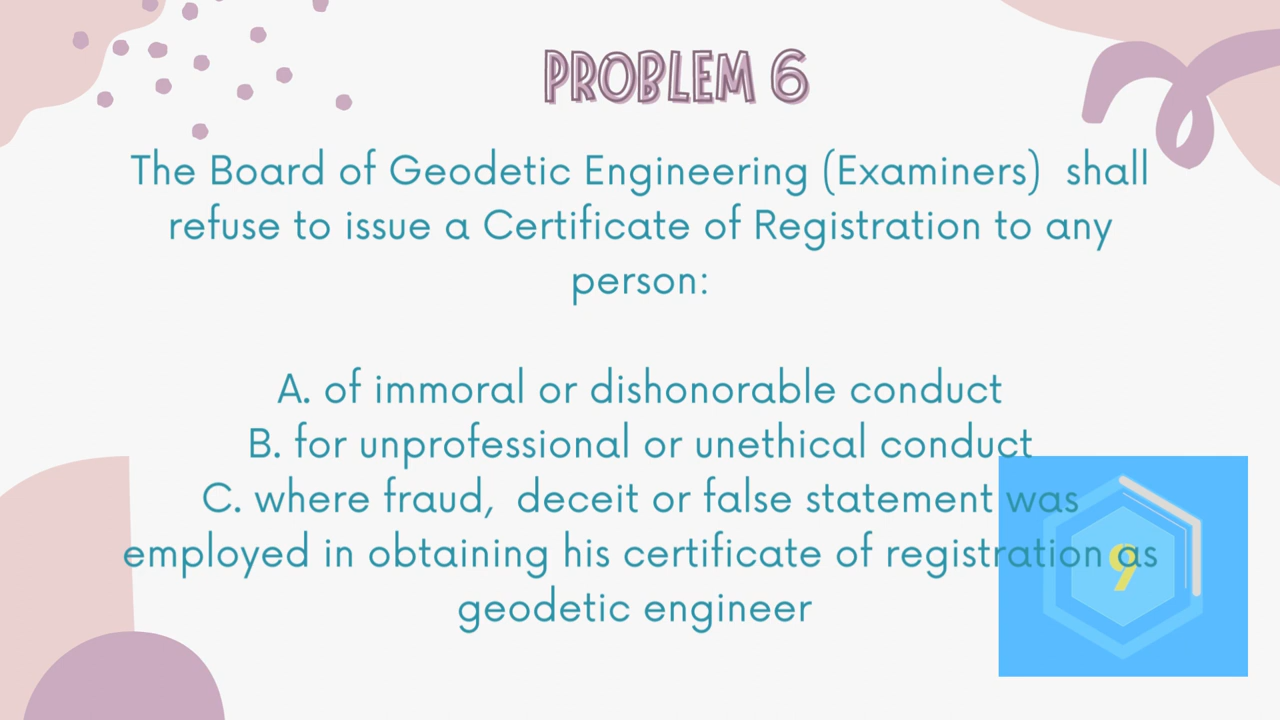 PROBLEM 6
The Board of Geodetic Engineering (Examiners) shall
refuse to issue a Certificate of Registration to any
person:
A. of immoral or dishonorable conduct
B. for unprofessional or unethical conduct
C. where fraud, deceit or false statement was
employed in obtaining his certificate of registration as
geodetic engineer
9